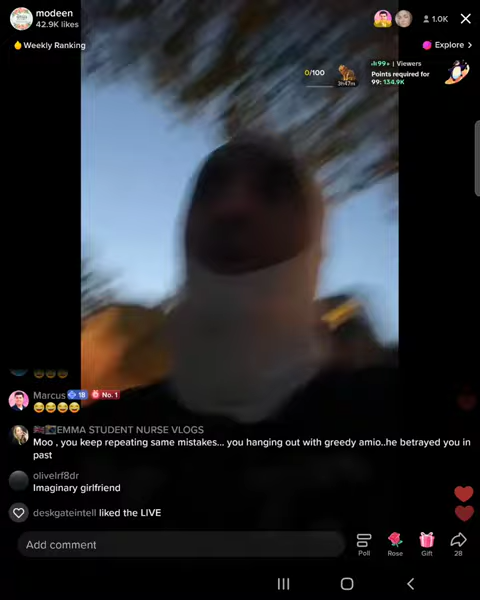 modeen
42.9K likes
1.0K
Weekly Ranking
Explore >
0/100
3h47m
99+ | Viewers
Points required for
99: 134.9K
Marcus 18 No. 1
EMMA STUDENT NURSE VLOGS
Moo , you keep repeating same mistakes... you hanging out with greedy amio..he betrayed you in
past
olivelrf8dr
Imaginary girlfriend
deskgateintell liked the LIVE
Add comment
Poll
Rose
Gift
28